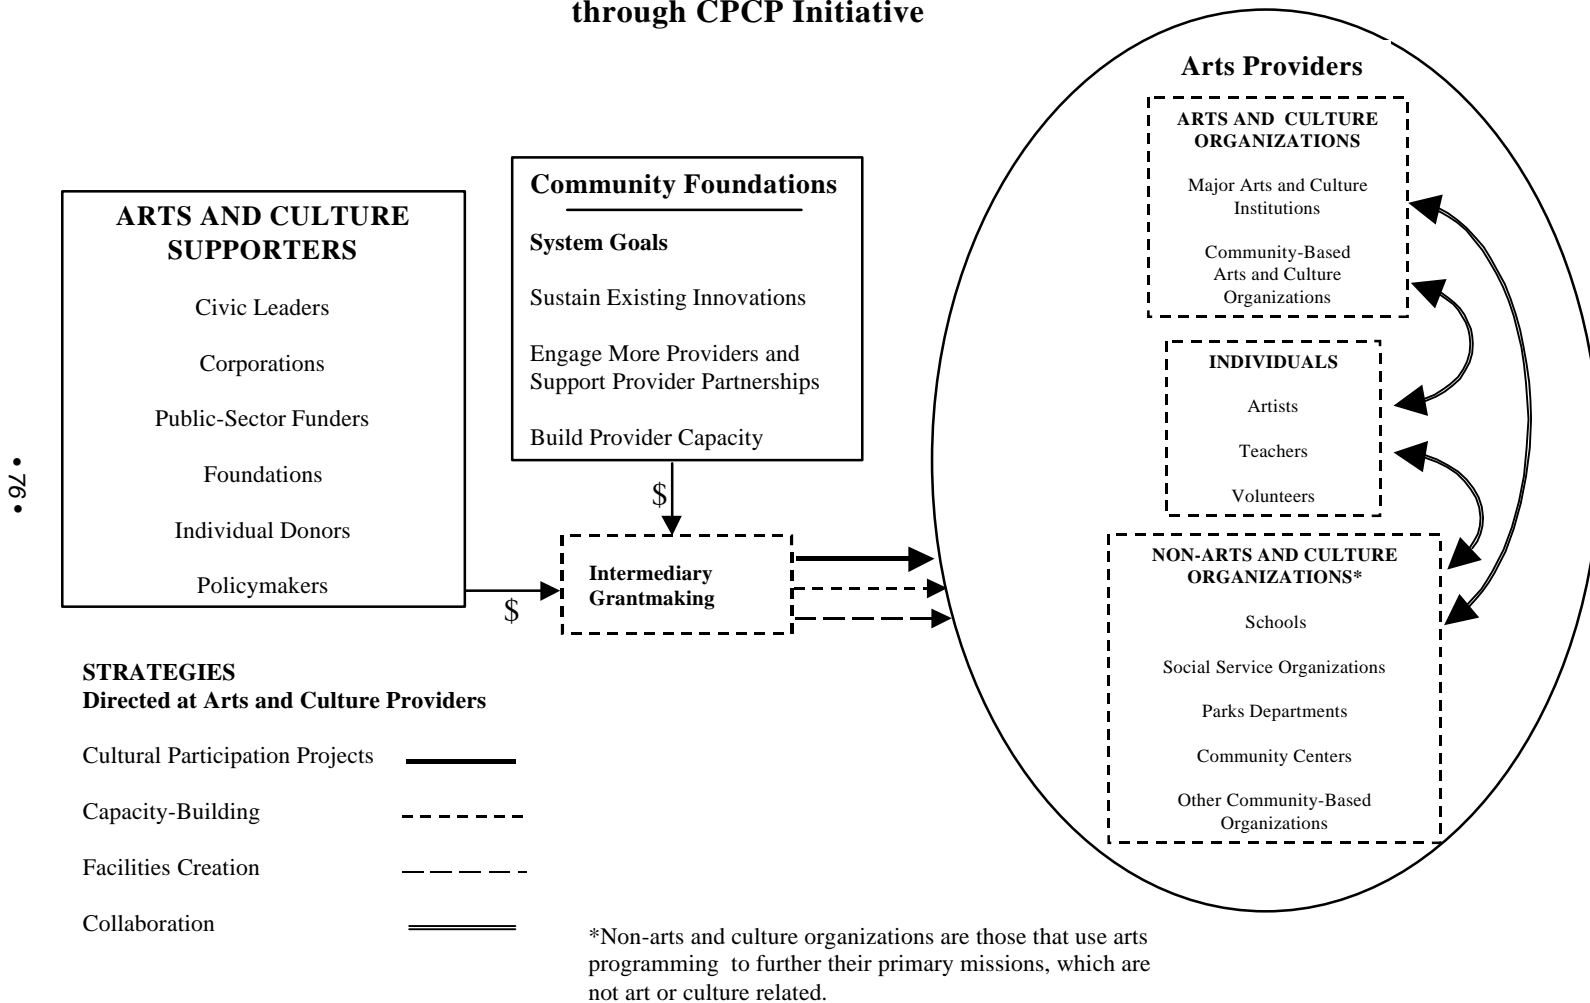 through CPCP Initiative
ARTS AND CULTURE
SUPPORTERS
Civic Leaders
Corporations
Public-Sector Funders
Foundations
Individual Donors
Policymakers
$
Community Foundations
System Goals
Sustain Existing Innovations
Engage More Providers and
Support Provider Partnerships
Build Provider Capacity
$
Intermediary
Grantmaking
Arts Providers
ARTS AND CULTURE
ORGANIZATIONS
Major Arts and Culture
Institutions
Community-Based
Arts and Culture
Organizations
INDIVIDUALS
Artists
Teachers
Volunteers
NON-ARTS AND CULTURE
ORGANIZATIONS*
Schools
Social Service Organizations
Parks Departments
Community Centers
Other Community-Based
Organizations
STRATEGIES
Directed at Arts and Culture Providers
Cultural Participation Projects
Capacity-Building
Facilities Creation
Collaboration
*Non-arts and culture organizations are those that use arts
programming to further their primary missions, which are
not art or culture related.
• 76 •